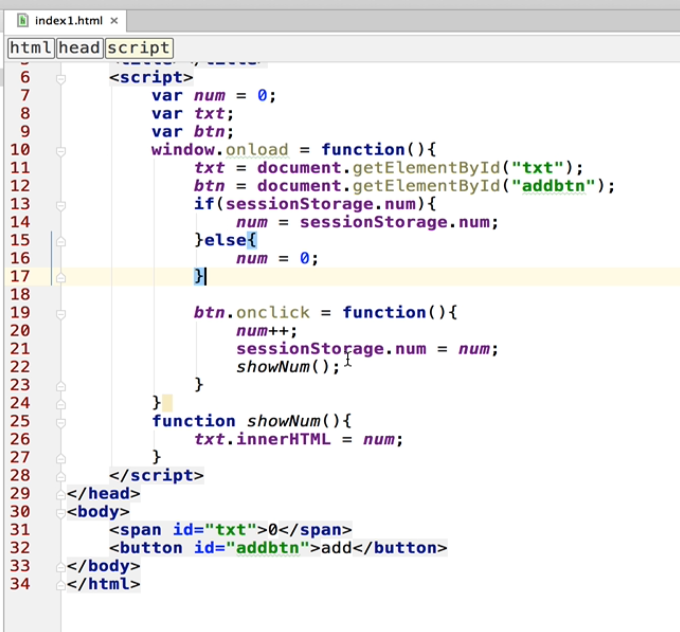 index1.html ×
html head script
5 <title></title>
6 <script>
7 var num = 0;
8 var txt;
9 var btn;
10 window.onload = function(){
11 txt = document.getElementById("txt");
12 btn = document.getElementById("addbtn");
13 if(sessionStorage.num){
14 num = sessionStorage.num;
15 }else{
16 num = 0;
17 }
18
19 btn.onclick = function(){
20 num++;
21 sessionStorage.num = num;
22 showNum();
23 }
24 }
25 function showNum(){
26 txt.innerHTML = num;
27 }
28 </script>
29 </head>
30 <body>
31 <span id="txt">0</span>
32 <button id="addbtn">add</button>
33 </body>
34 </html>